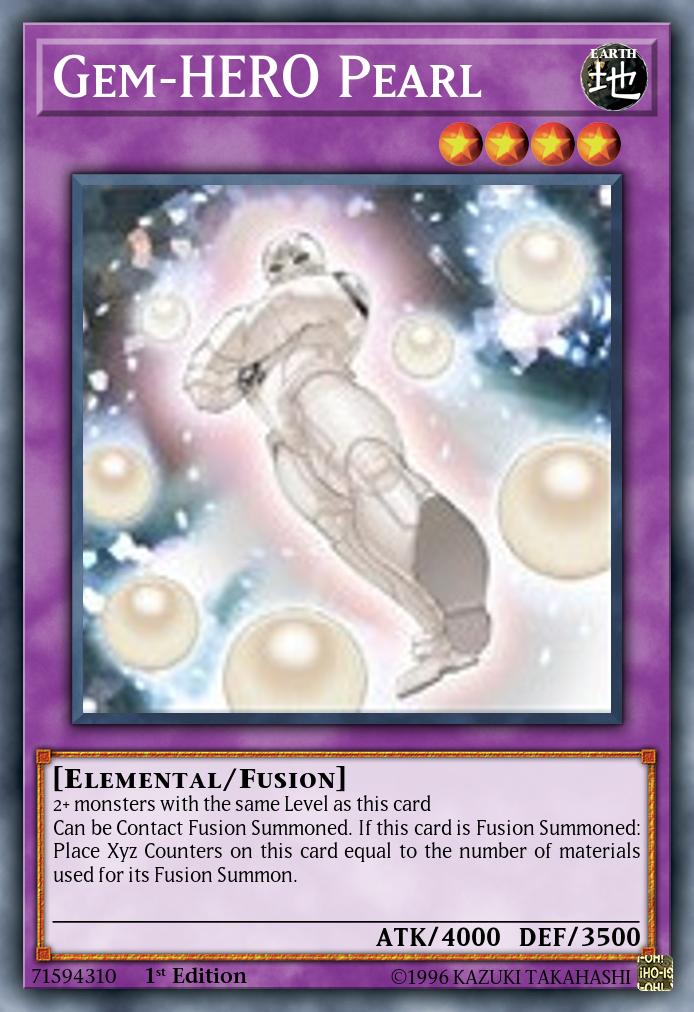 Gem-HERO Pearl
EARTH
地
[Elemental/Fusion]
2+ monsters with the same Level as this card
Can be Contact Fusion Summoned. If this card is Fusion Summoned:
Place Xyz Counters on this card equal to the number of materials
used for its Fusion Summon.
ATK/4000 DEF/3500
71594310 1st Edition ©1996 KAZUKI TAKAHASHI